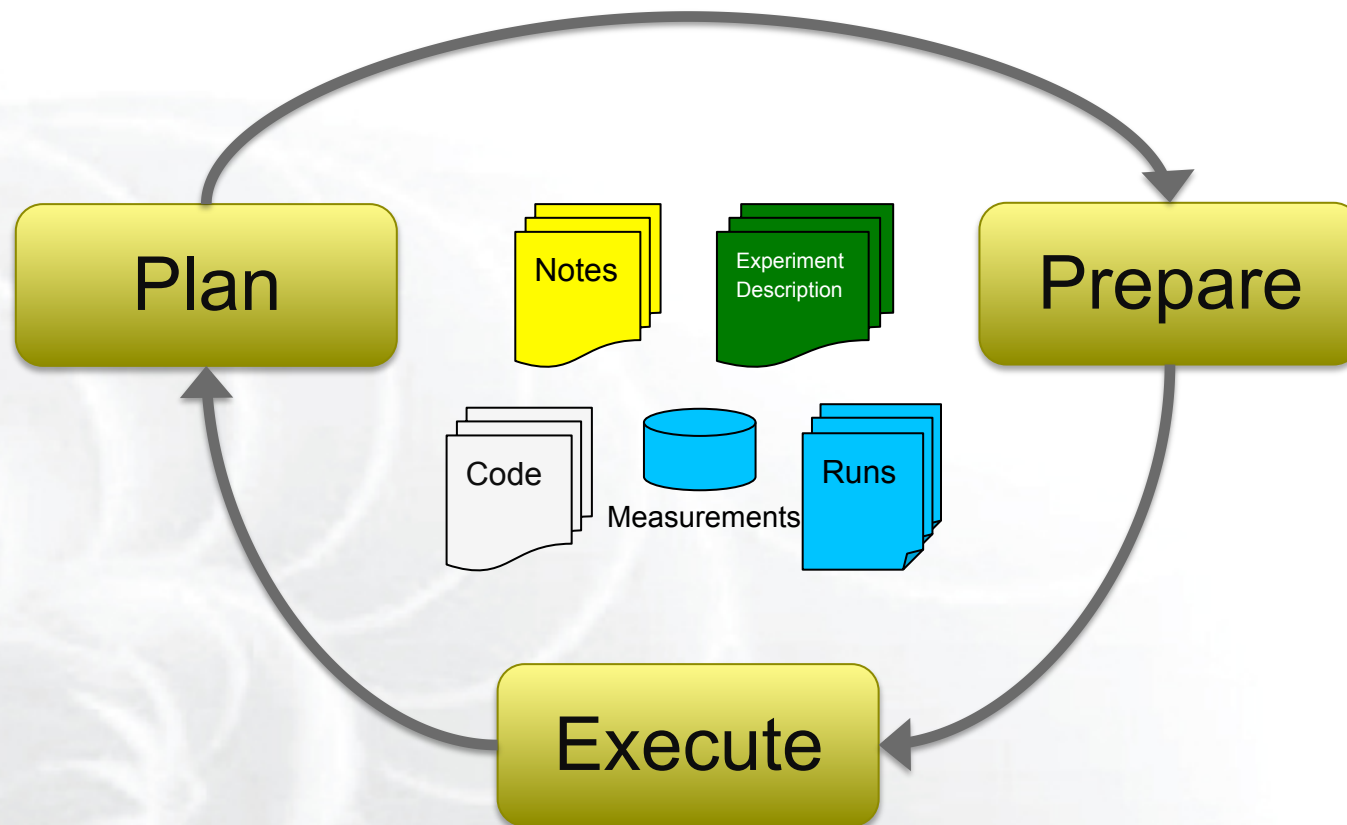 Plan
Prepare
Notes
Experiment
Description
Code
Runs
Measurements
Execute